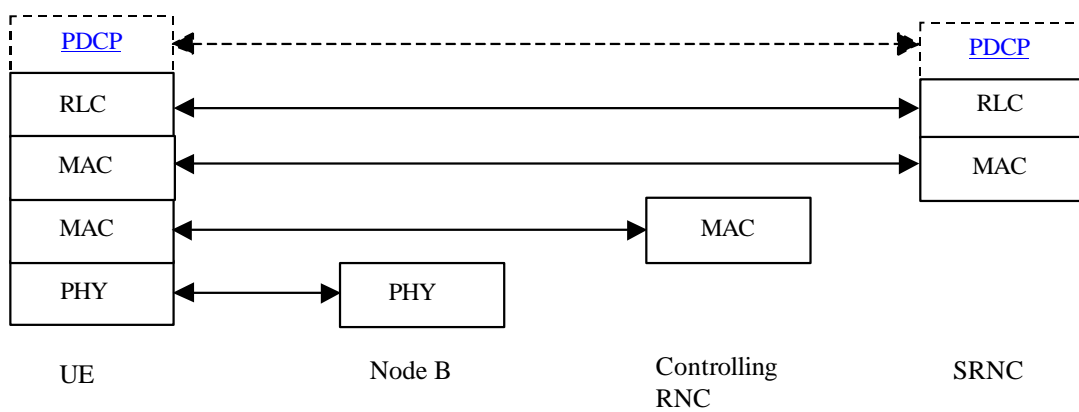 PDCP PDCP
RLC RLC
MAC MAC
MAC MAC
PHY PHY
UE Node B Controlling RNC SRNC